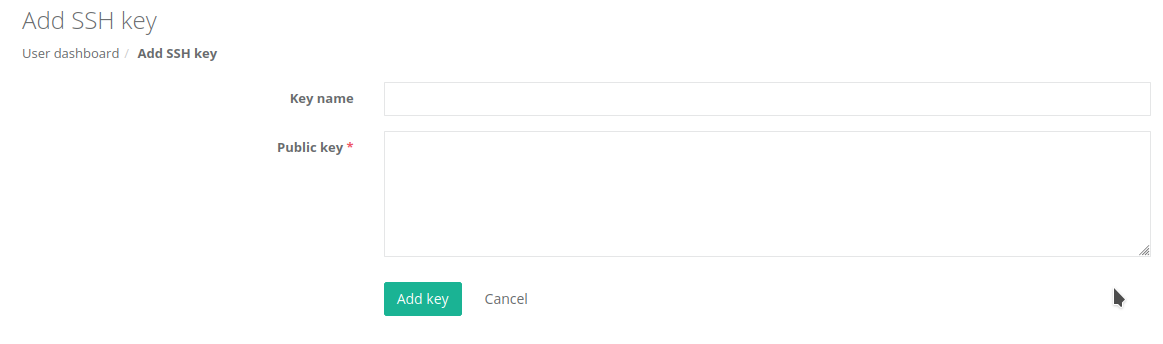 Add SSH key
User dashboard / Add SSH key
Key name
Public key *
Add key Cancel